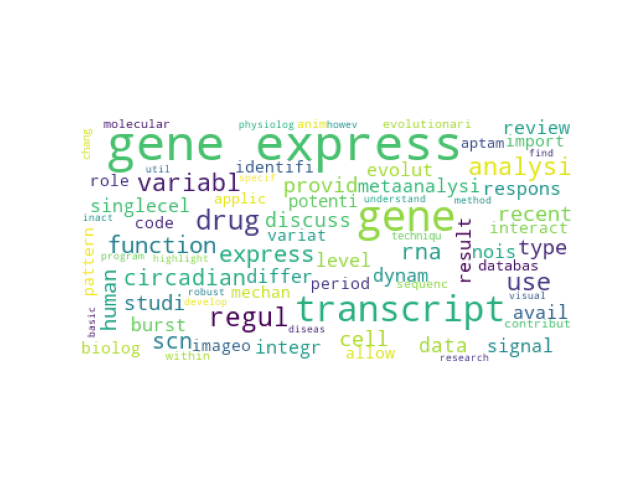 molecular physiolog anim howev evolutionari review
chang gene express aptam import find
util identifi evolut analysi
role variabl specif provid metaanalysi respons
singlecel applic potenti understand method recent
inact code drug discuss gene interact
function variat techniqu result nois type
pattern program highlight express level rna databas
human circadian differ period dynam sequenc use visual
robust develop mechan
basic studi regul transcript avail
burst diseas contribut
biolog scn imageo integr cell data signal
within allow research